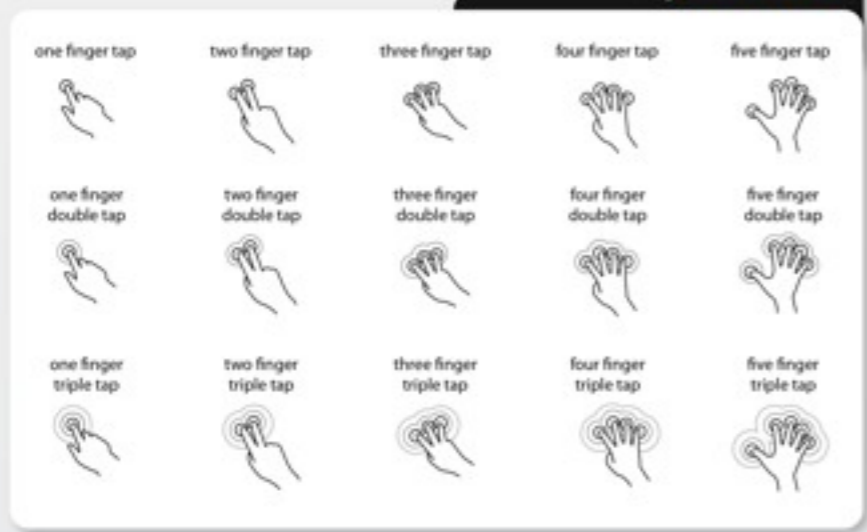 one finger tap
two finger tap
three finger tap
four finger tap
five finger tap
one finger
double tap
two finger
double tap
three finger
double tap
four finger
double tap
five finger
double tap
one finger
triple tap
two finger
triple tap
three finger
triple tap
four finger
triple tap
five finger
triple tap